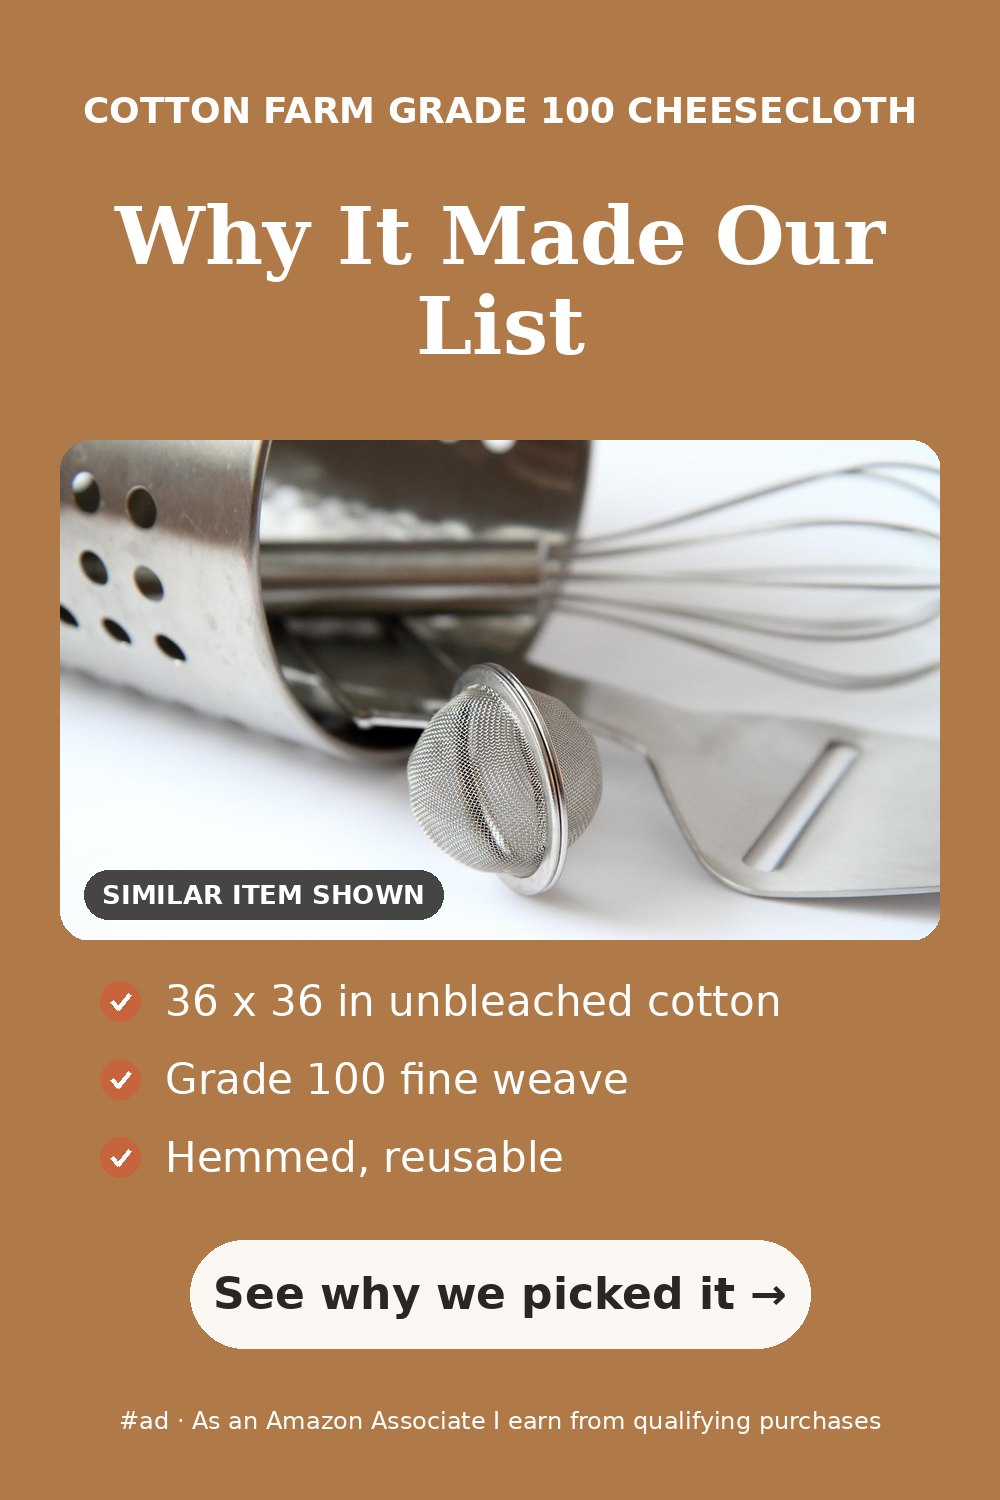 COTTON FARM GRADE 100 CHEESECLOTH
Why It Made Our
List
SIMILAR ITEM SHOWN
36 x 36 in unbleached cotton
Grade 100 fine weave
Hemmed, reusable
See why we picked it →
#ad · As an Amazon Associate I earn from qualifying purchases